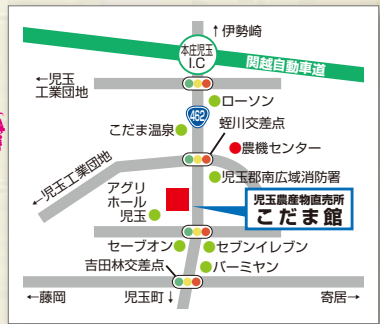 ↑伊勢崎
本庄児玉
I.C
関越自動車道
←児玉
工業団地
ローソン
462
こだま温泉
蛭川交差点
農機センター
←児玉工業団地
児玉郡南広域消防署
アグリ
ホール
児玉
児玉農産物直売所
こだま館
セーブオン
セブンイレブン
吉田林交差点
バーミヤン
←藤岡
児玉町↓
寄居→